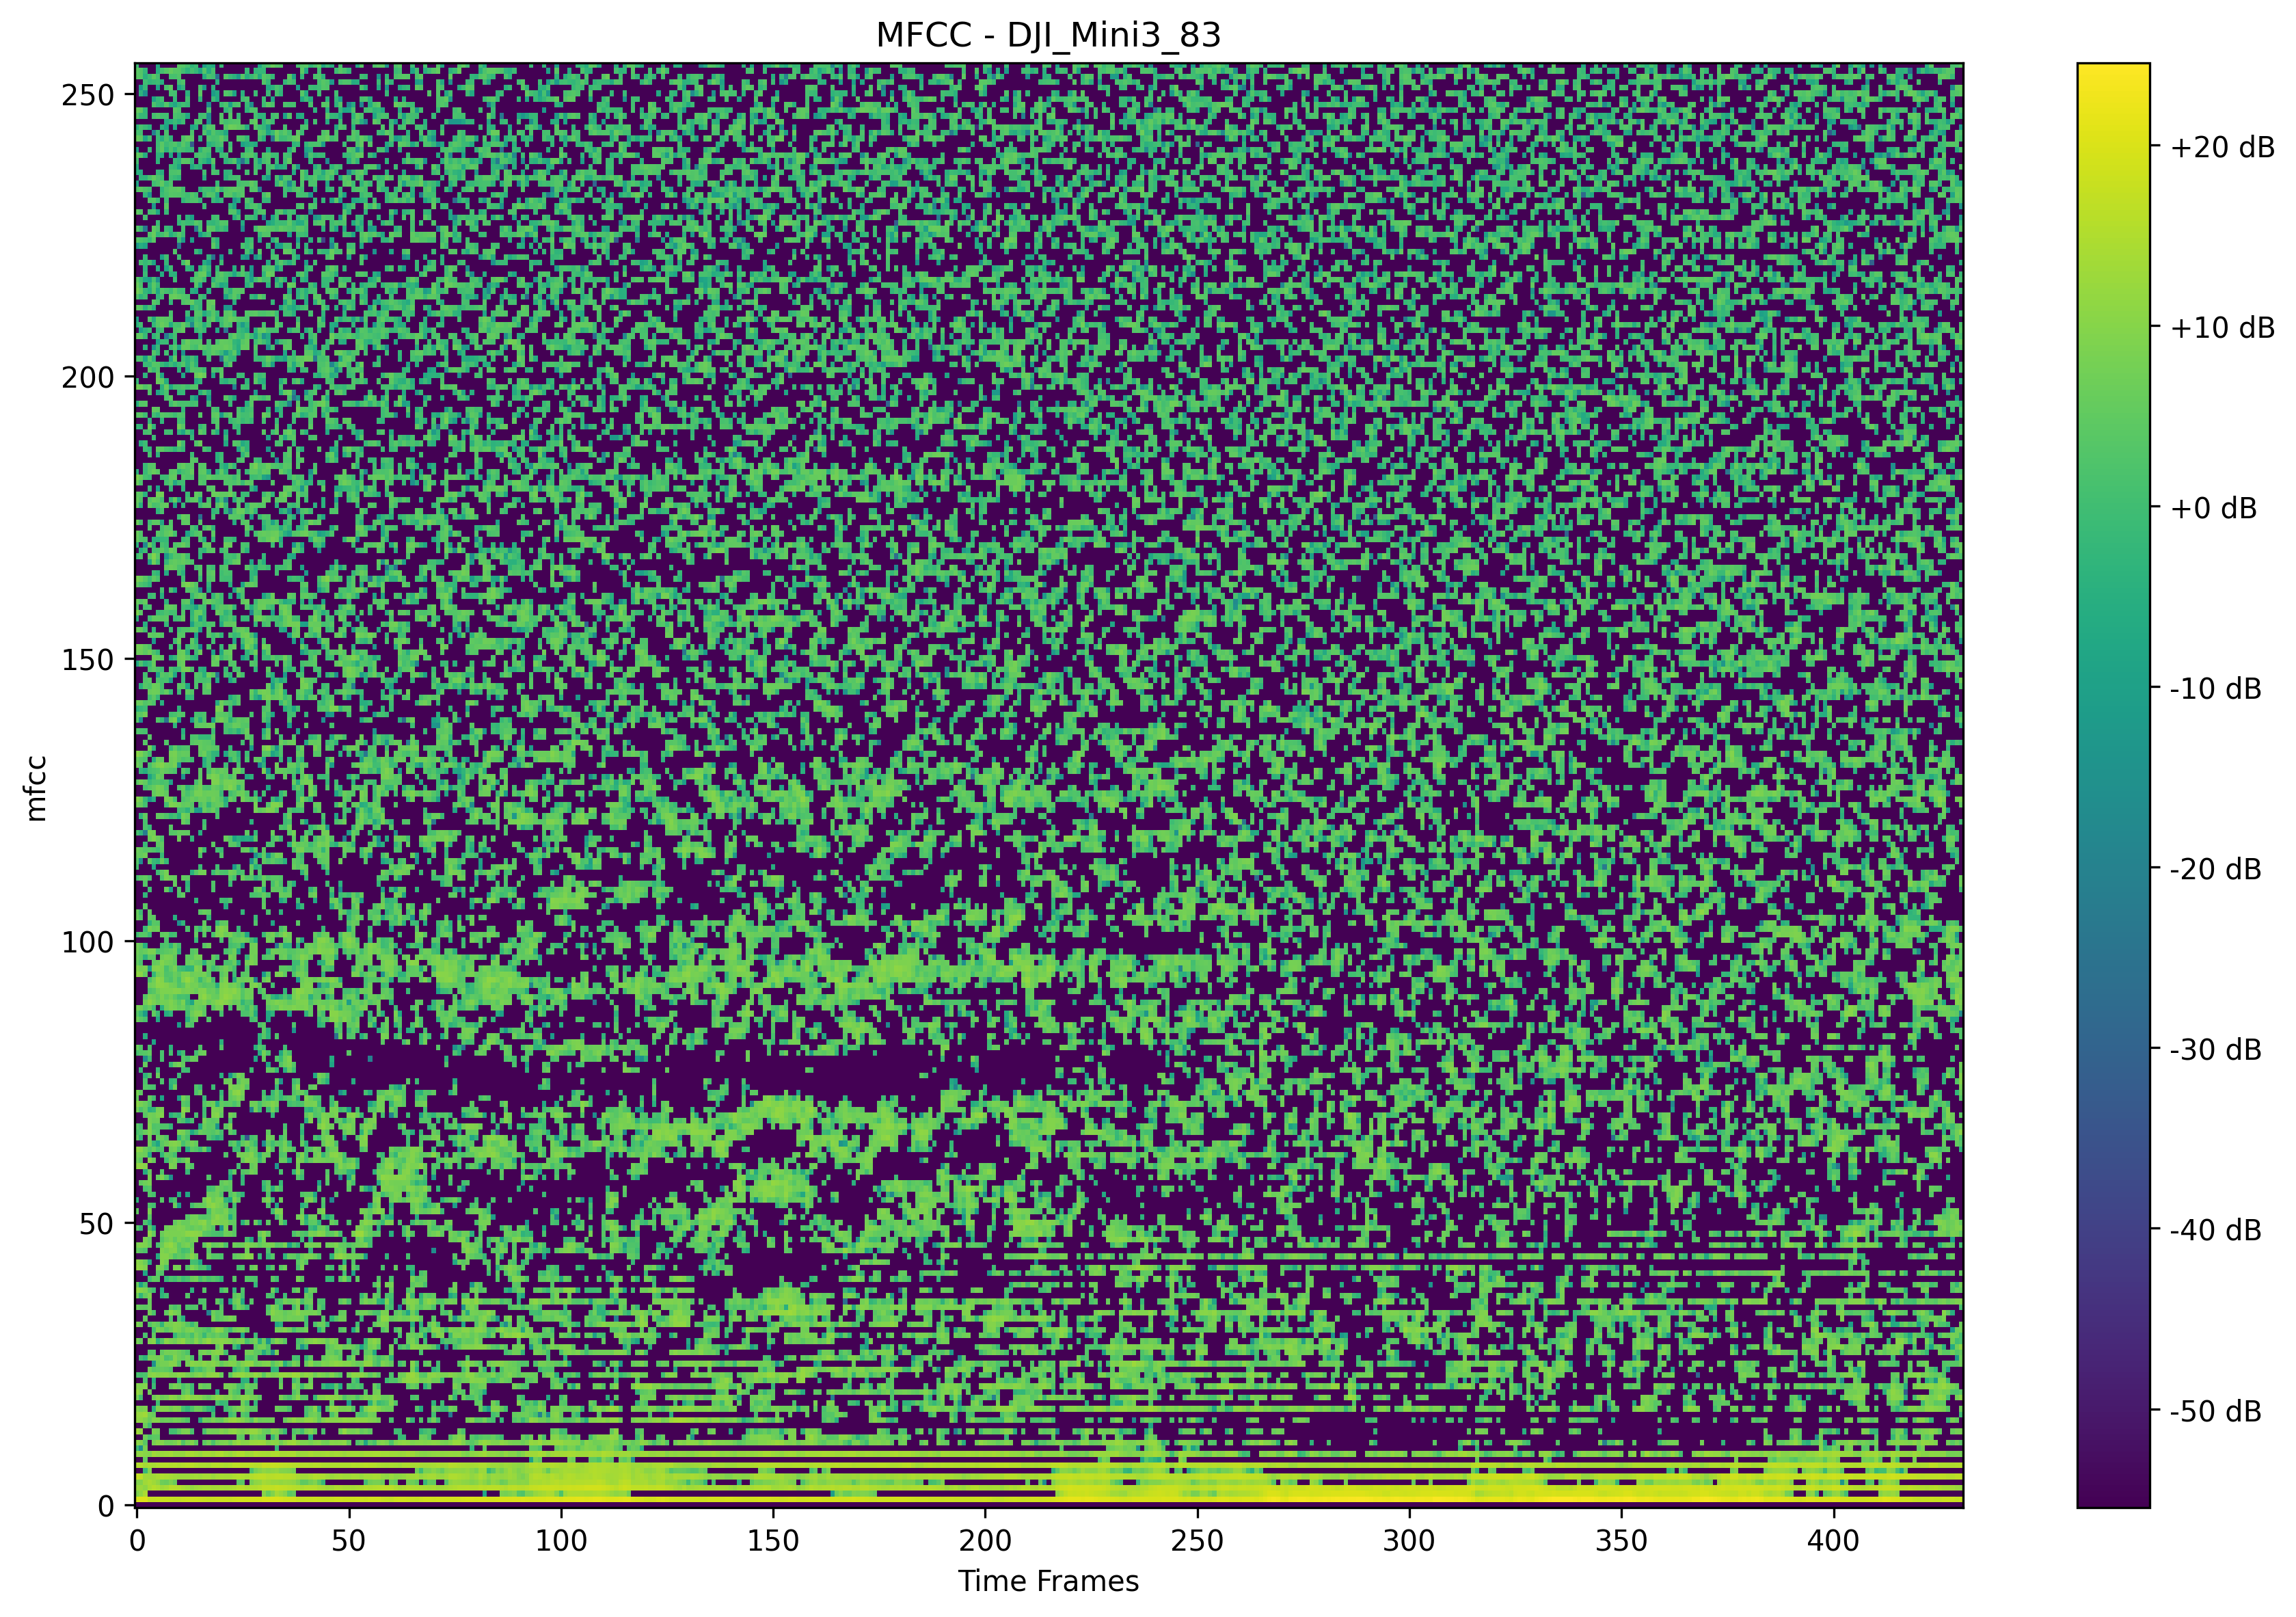 MFCC - DJI_Mini3_83
250
200
150
100
50
0
mfcc
0 50 100 150 200 250 300 350 400
Time Frames
+20 dB
+10 dB
+0 dB
-10 dB
-20 dB
-30 dB
-40 dB
-50 dB